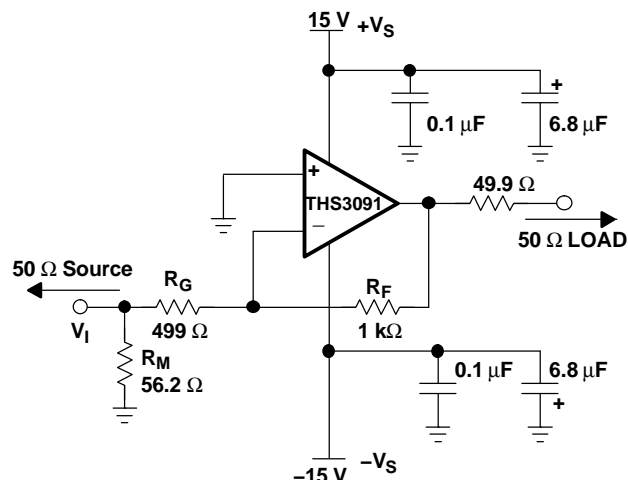 15 V +VS
+
0.1 μF
6.8 μF
+
THS3091
−
49.9 Ω
50 Ω LOAD
50 Ω Source
RG
RF
VI
499 Ω
1 kΩ
RM
56.2 Ω
0.1 μF
6.8 μF
+
−15 V −VS